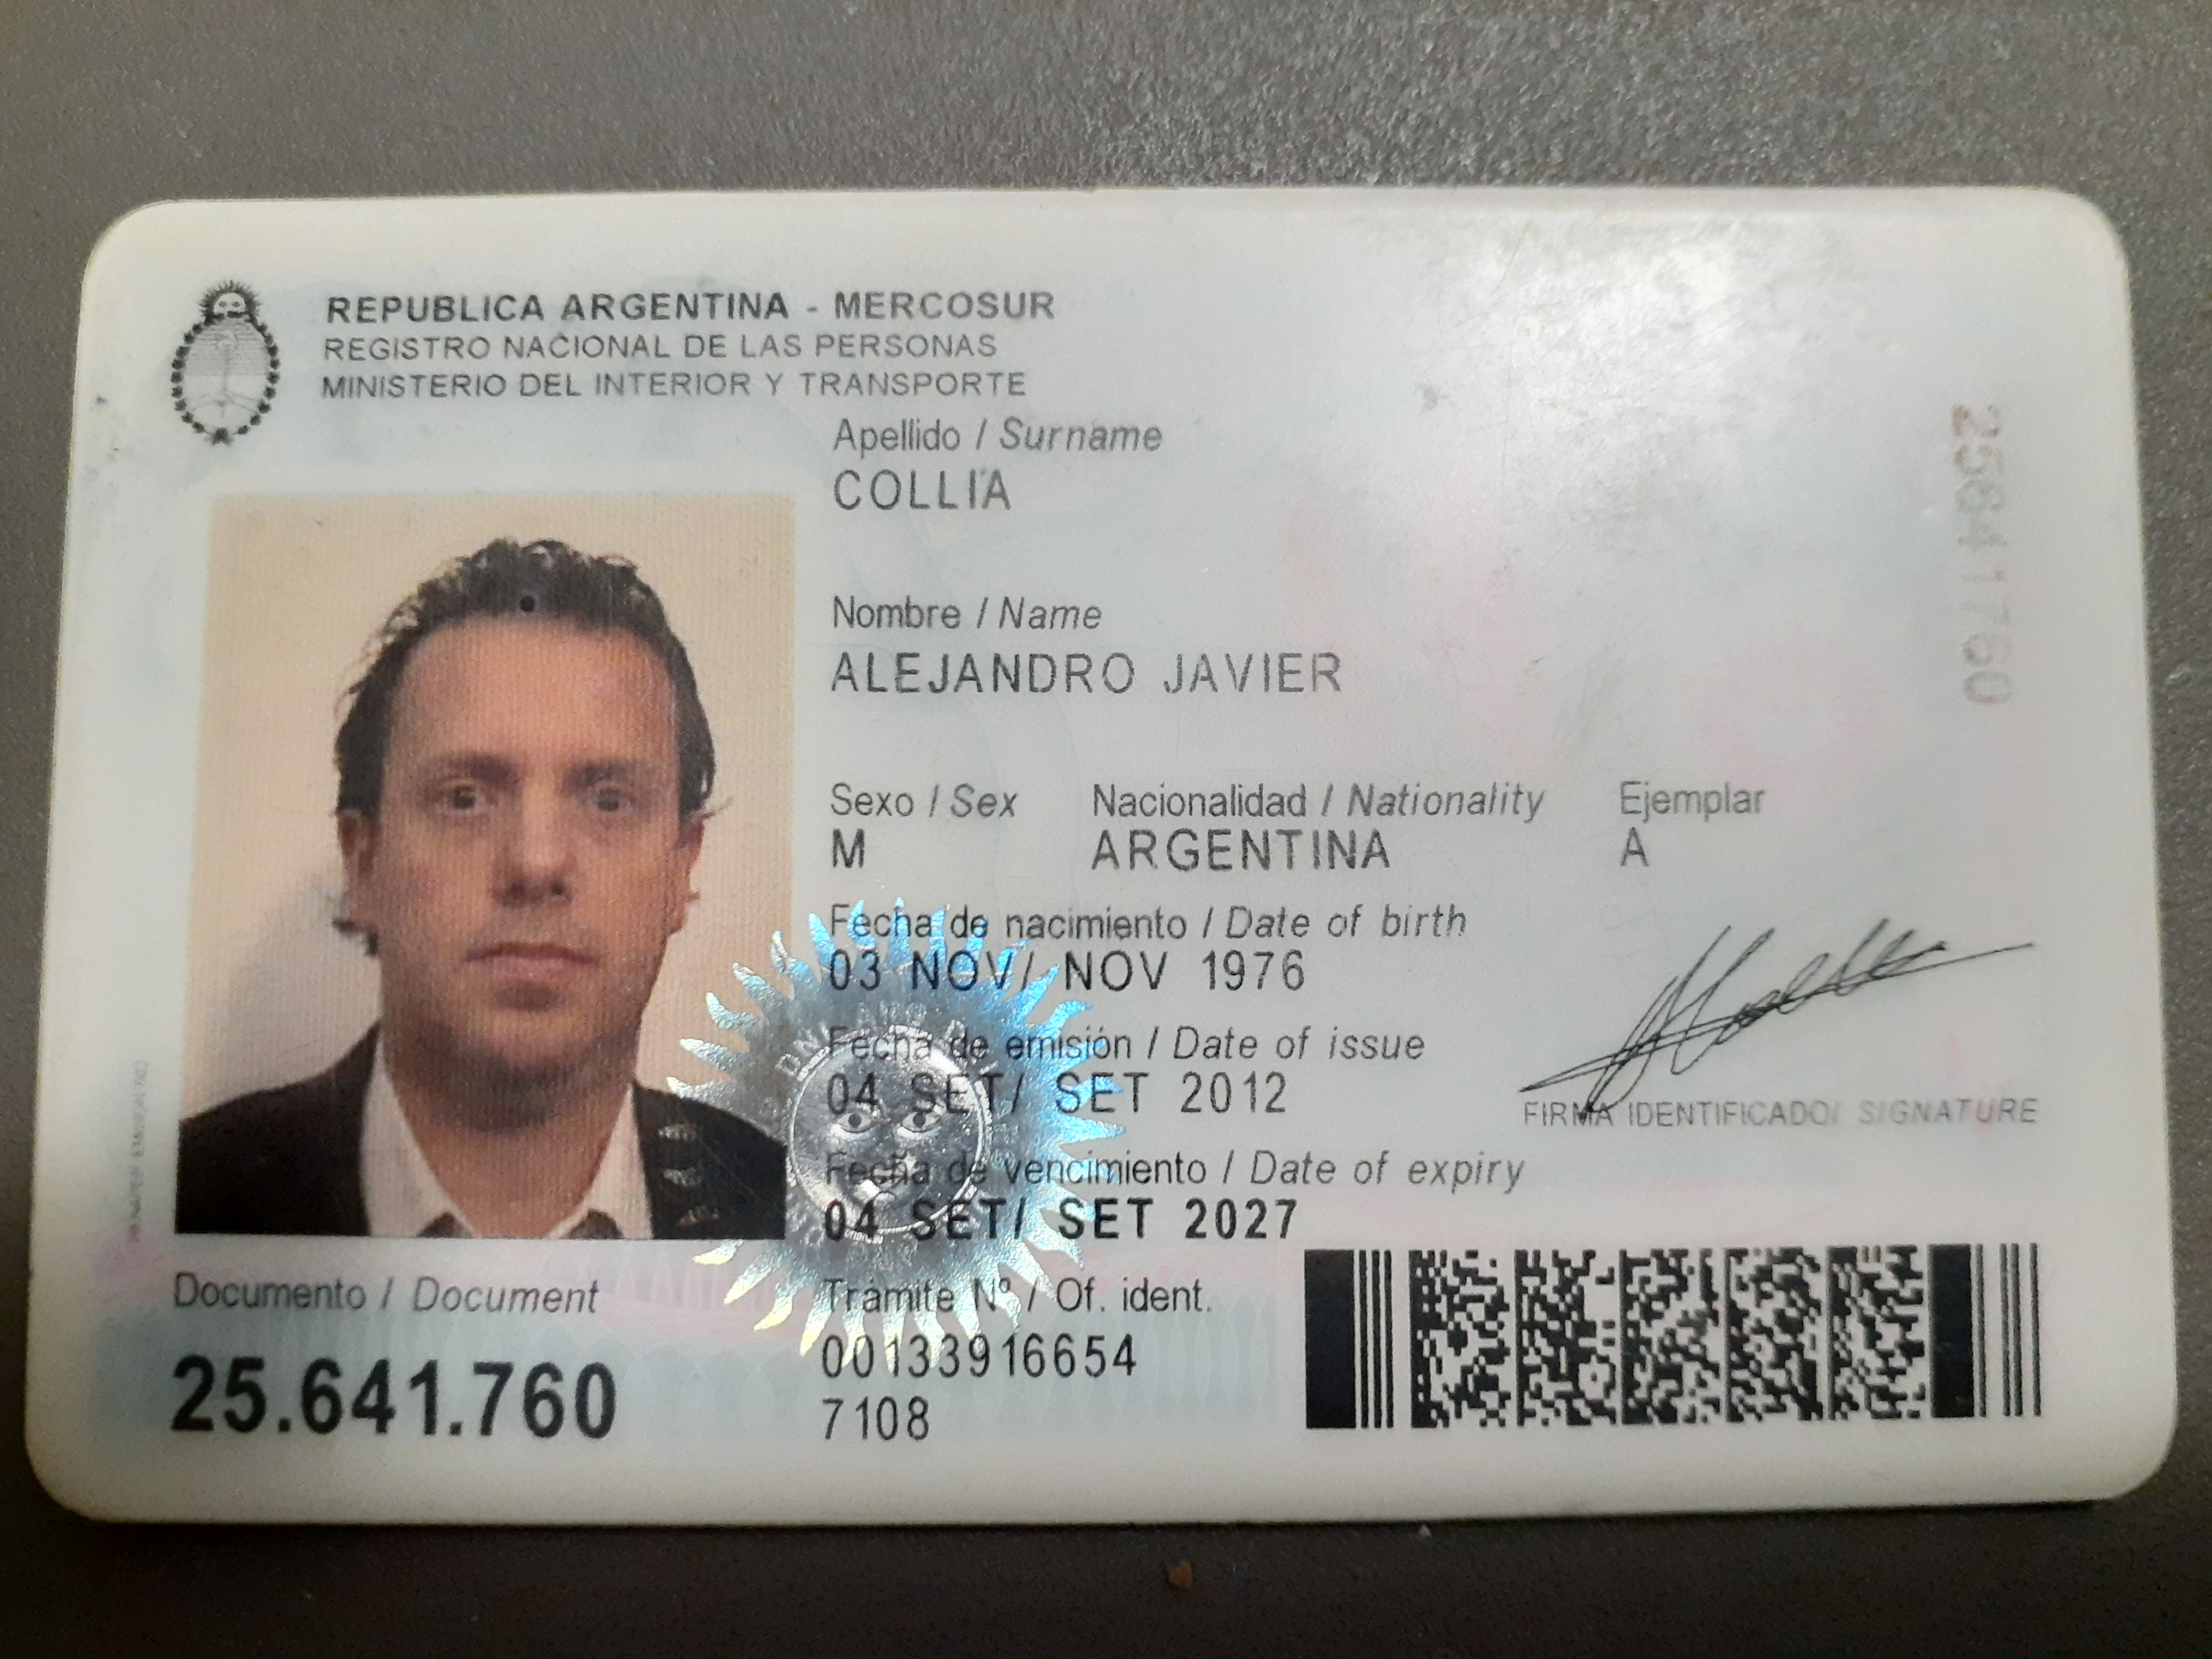 REPUBLICA ARGENTINA - MERCOSUR
REGISTRO NACIONAL DE LAS PERSONAS
MINISTERIO DEL INTERIOR Y TRANSPORTE
Apellido / Surname
COLLIA
Nombre / Name
ALEJANDRO JAVIER
Sexo / Sex Nacionalidad / Nationality Ejemplar
M ARGENTINA A
Fecha de nacimiento / Date of birth
03 NOV/ NOV 1976
Fecha de emisión / Date of issue
04 SET/ SET 2012
FIRMA IDENTIFICADO/ SIGNATURE
Fecha de vencimiento / Date of expiry
04 SET/ SET 2027
Documento / Document
25.641.760
Trámite Nº / Of. ident.
00133916654
7108
25641760